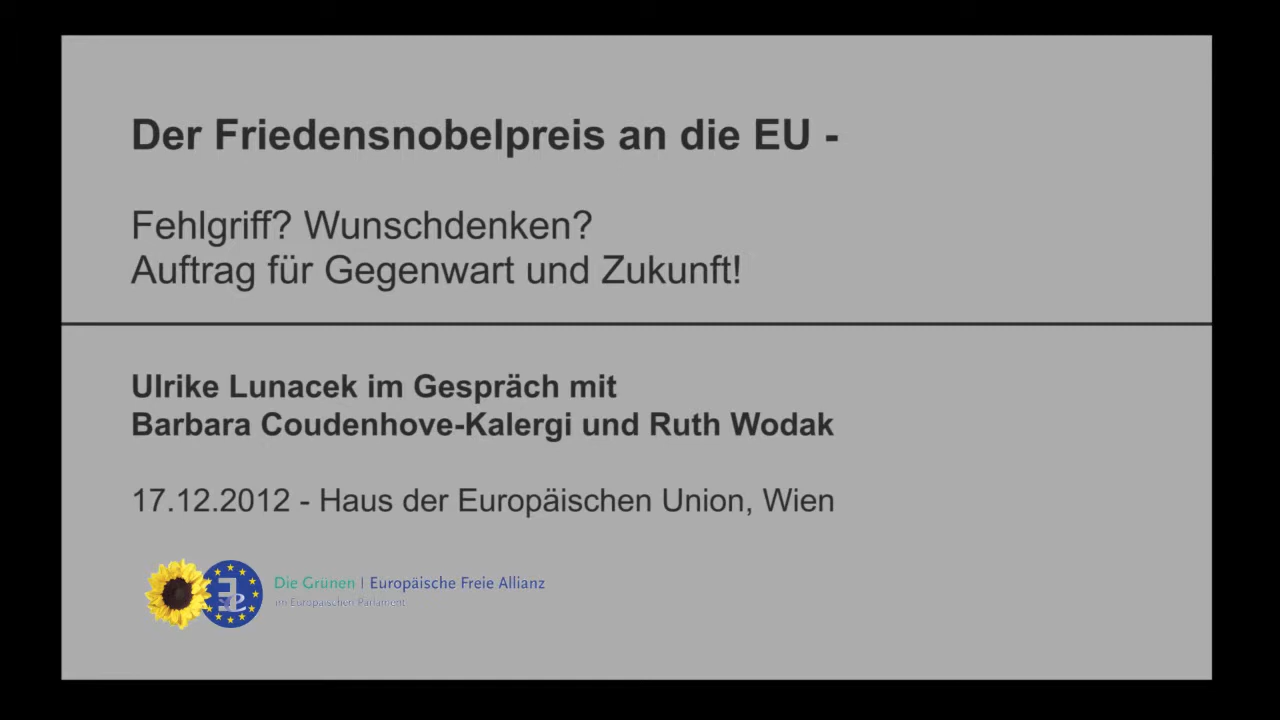 Der Friedensnobelpreis an die EU -
Fehlgriff? Wunschdenken?
Auftrag für Gegenwart und Zukunft!
Ulrike Lunacek im Gespräch mit
Barbara Coudenhove-Kalergi und Ruth Wodak
17.12.2012 - Haus der Europäischen Union, Wien
Die Grünen | Europäische Freie Allianz
im Europäischen Parlament